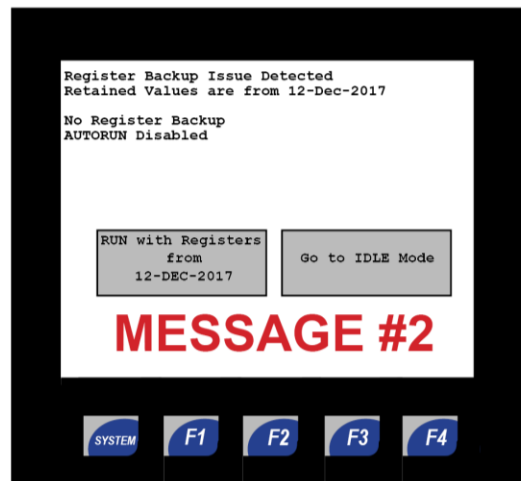 Register Backup Issue Detected
Retained Values are from 12-Dec-2017
No Register Backup
AUTORUN Disabled
RUN with Registers
from
12-DEC-2017
Go to IDLE Mode
MESSAGE #2
SYSTEM F1 F2 F3 F4